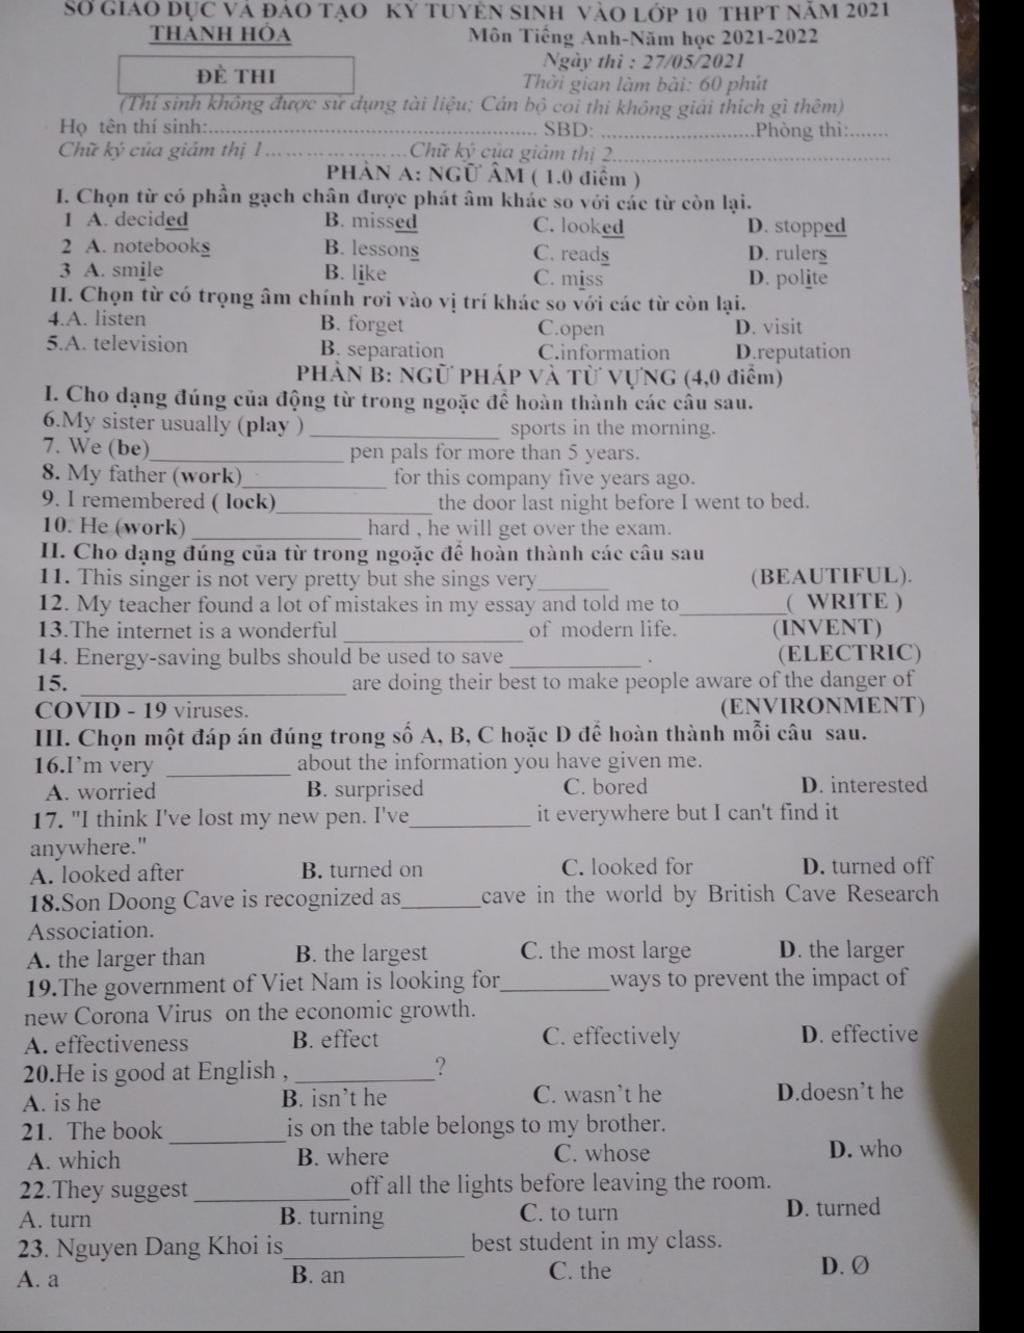 SỞ GIÁO DỤC VÀ ĐÀO TẠO KỲ TUYỂN SINH VÀO LỚP 10 THPT NĂM 2021
THANH HÓA Môn Tiếng Anh-Năm học 2021-2022
Ngày thi : 27/05/2021
ĐỀ THI Thời gian làm bài: 60 phút
(Thí sinh không được sử dụng tài liệu; Cán bộ coi thi không giải thích gì thêm)
Họ tên thí sinh:........ SBD: ........Phòng thi:.......
Chữ ký của giám thị 1........ Chữ ký của giám thị 2........
PHẦN A: NGỮ ÂM ( 1.0 điểm )
I. Chọn từ có phần gạch chân được phát âm khác so với các từ còn lại.
1 A. decided B. missed C. looked D. stopped
2 A. notebooks B. lessons C. reads D. rulers
3 A. smile B. like C. miss D. polite
II. Chọn từ có trọng âm chính rơi vào vị trí khác so với các từ còn lại.
4.A. listen B. forget C.open D. visit
5.A. television B. separation C.information D.reputation
PHẦN B: NGỮ PHÁP VÀ TỪ VỰNG (4,0 điểm)
I. Cho dạng đúng của động từ trong ngoặc để hoàn thành các câu sau.
6.My sister usually (play ) ________ sports in the morning.
7. We (be)________ pen pals for more than 5 years.
8. My father (work)________ for this company five years ago.
9. I remembered ( lock)________ the door last night before I went to bed.
10. He (work) ________ hard , he will get over the exam.
II. Cho dạng đúng của từ trong ngoặc để hoàn thành các câu sau
11. This singer is not very pretty but she sings very________ (BEAUTIFUL).
12. My teacher found a lot of mistakes in my essay and told me to________( WRITE )
13.The internet is a wonderful ________ of modern life. (INVENT)
14. Energy-saving bulbs should be used to save ________ . (ELECTRIC)
15. ________ are doing their best to make people aware of the danger of
COVID - 19 viruses. (ENVIRONMENT)
III. Chọn một đáp án đúng trong số A, B, C hoặc D để hoàn thành mỗi câu sau.
16.I'm very ________ about the information you have given me.
A. worried B. surprised C. bored D. interested
17. "I think I've lost my new pen. I've________ it everywhere but I can't find it
anywhere."
A. looked after B. turned on C. looked for D. turned off
18.Son Doong Cave is recognized as________cave in the world by British Cave Research
Association.
A. the larger than B. the largest C. the most large D. the larger
19.The government of Viet Nam is looking for________ways to prevent the impact of
new Corona Virus on the economic growth.
A. effectiveness B. effect C. effectively D. effective
20.He is good at English , ________?
A. is he B. isn't he C. wasn't he D.doesn't he
21. The book ________is on the table belongs to my brother.
A. which B. where C. whose D. who
22.They suggest ________off all the lights before leaving the room.
A. turn B. turning C. to turn D. turned
23. Nguyen Dang Khoi is________ best student in my class.
A. a B. an C. the D. Ø